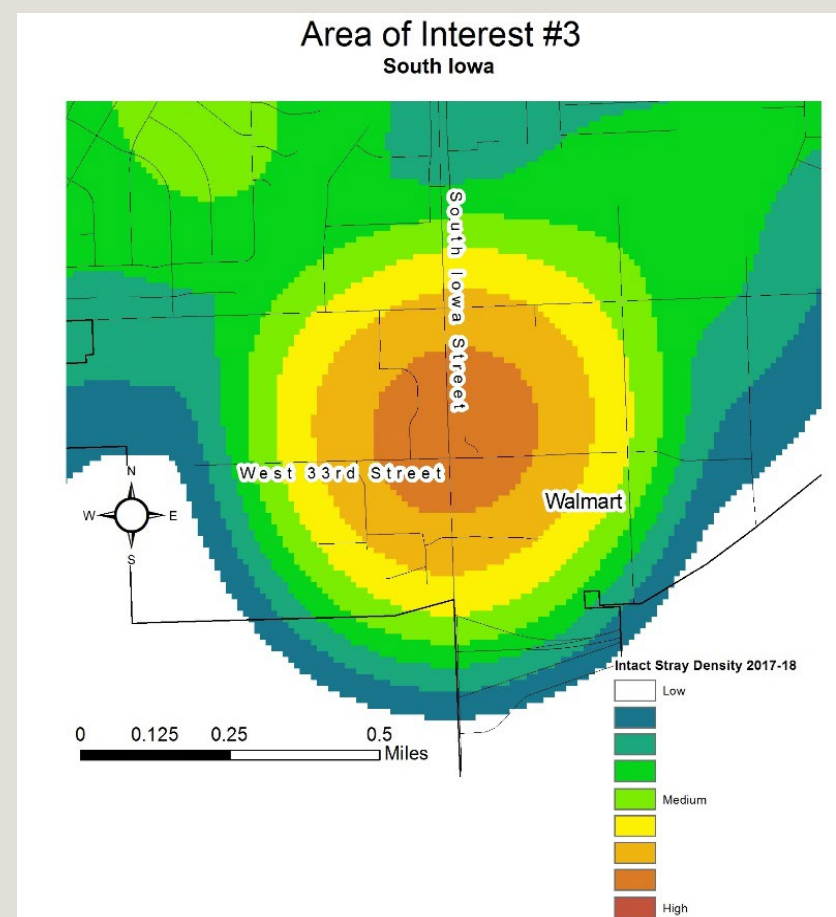 Area of Interest #3
South Iowa
South Iowa Street
West 33rd Street
Walmart
N
W E
S
Intact Stray Density 2017-18
Low
Medium
High
0 0.125 0.25 0.5
Miles